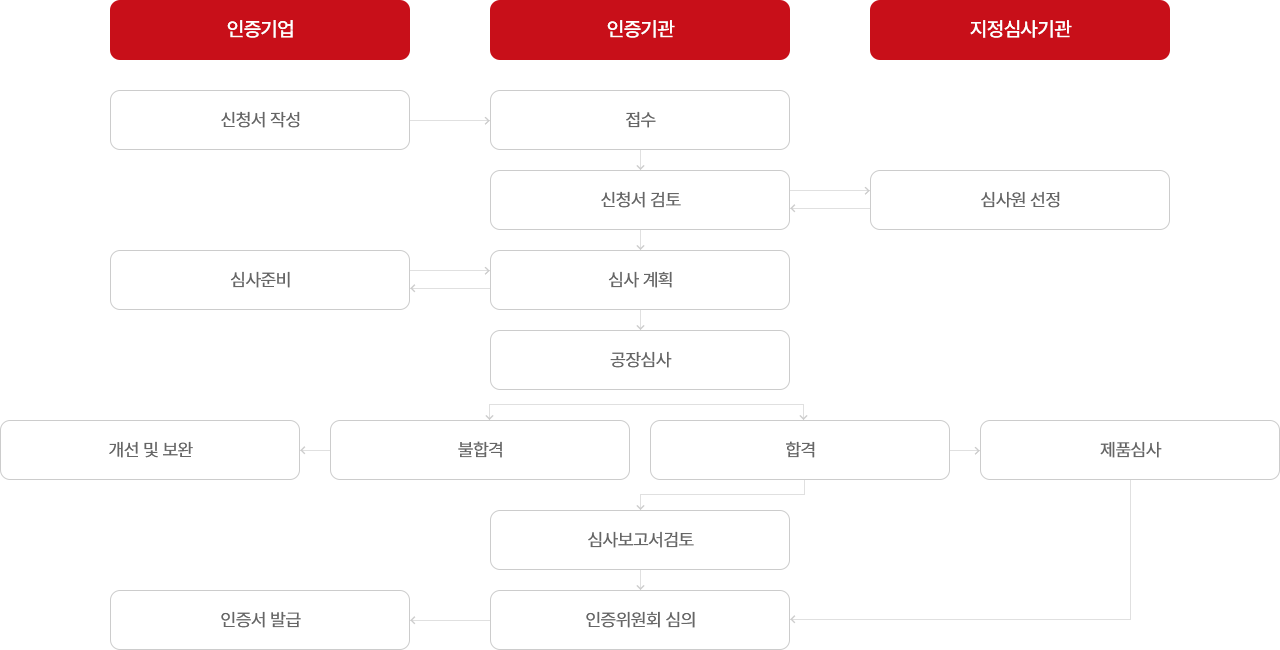 인증기업
인증기관
지정심사기관
신청서 작성
접수
신청서 검토
심사원 선정
심사준비
심사 계획
공장심사
개선 및 보완
불합격
합격
제품심사
심사보고서검토
인증서 발급
인증위원회 심의